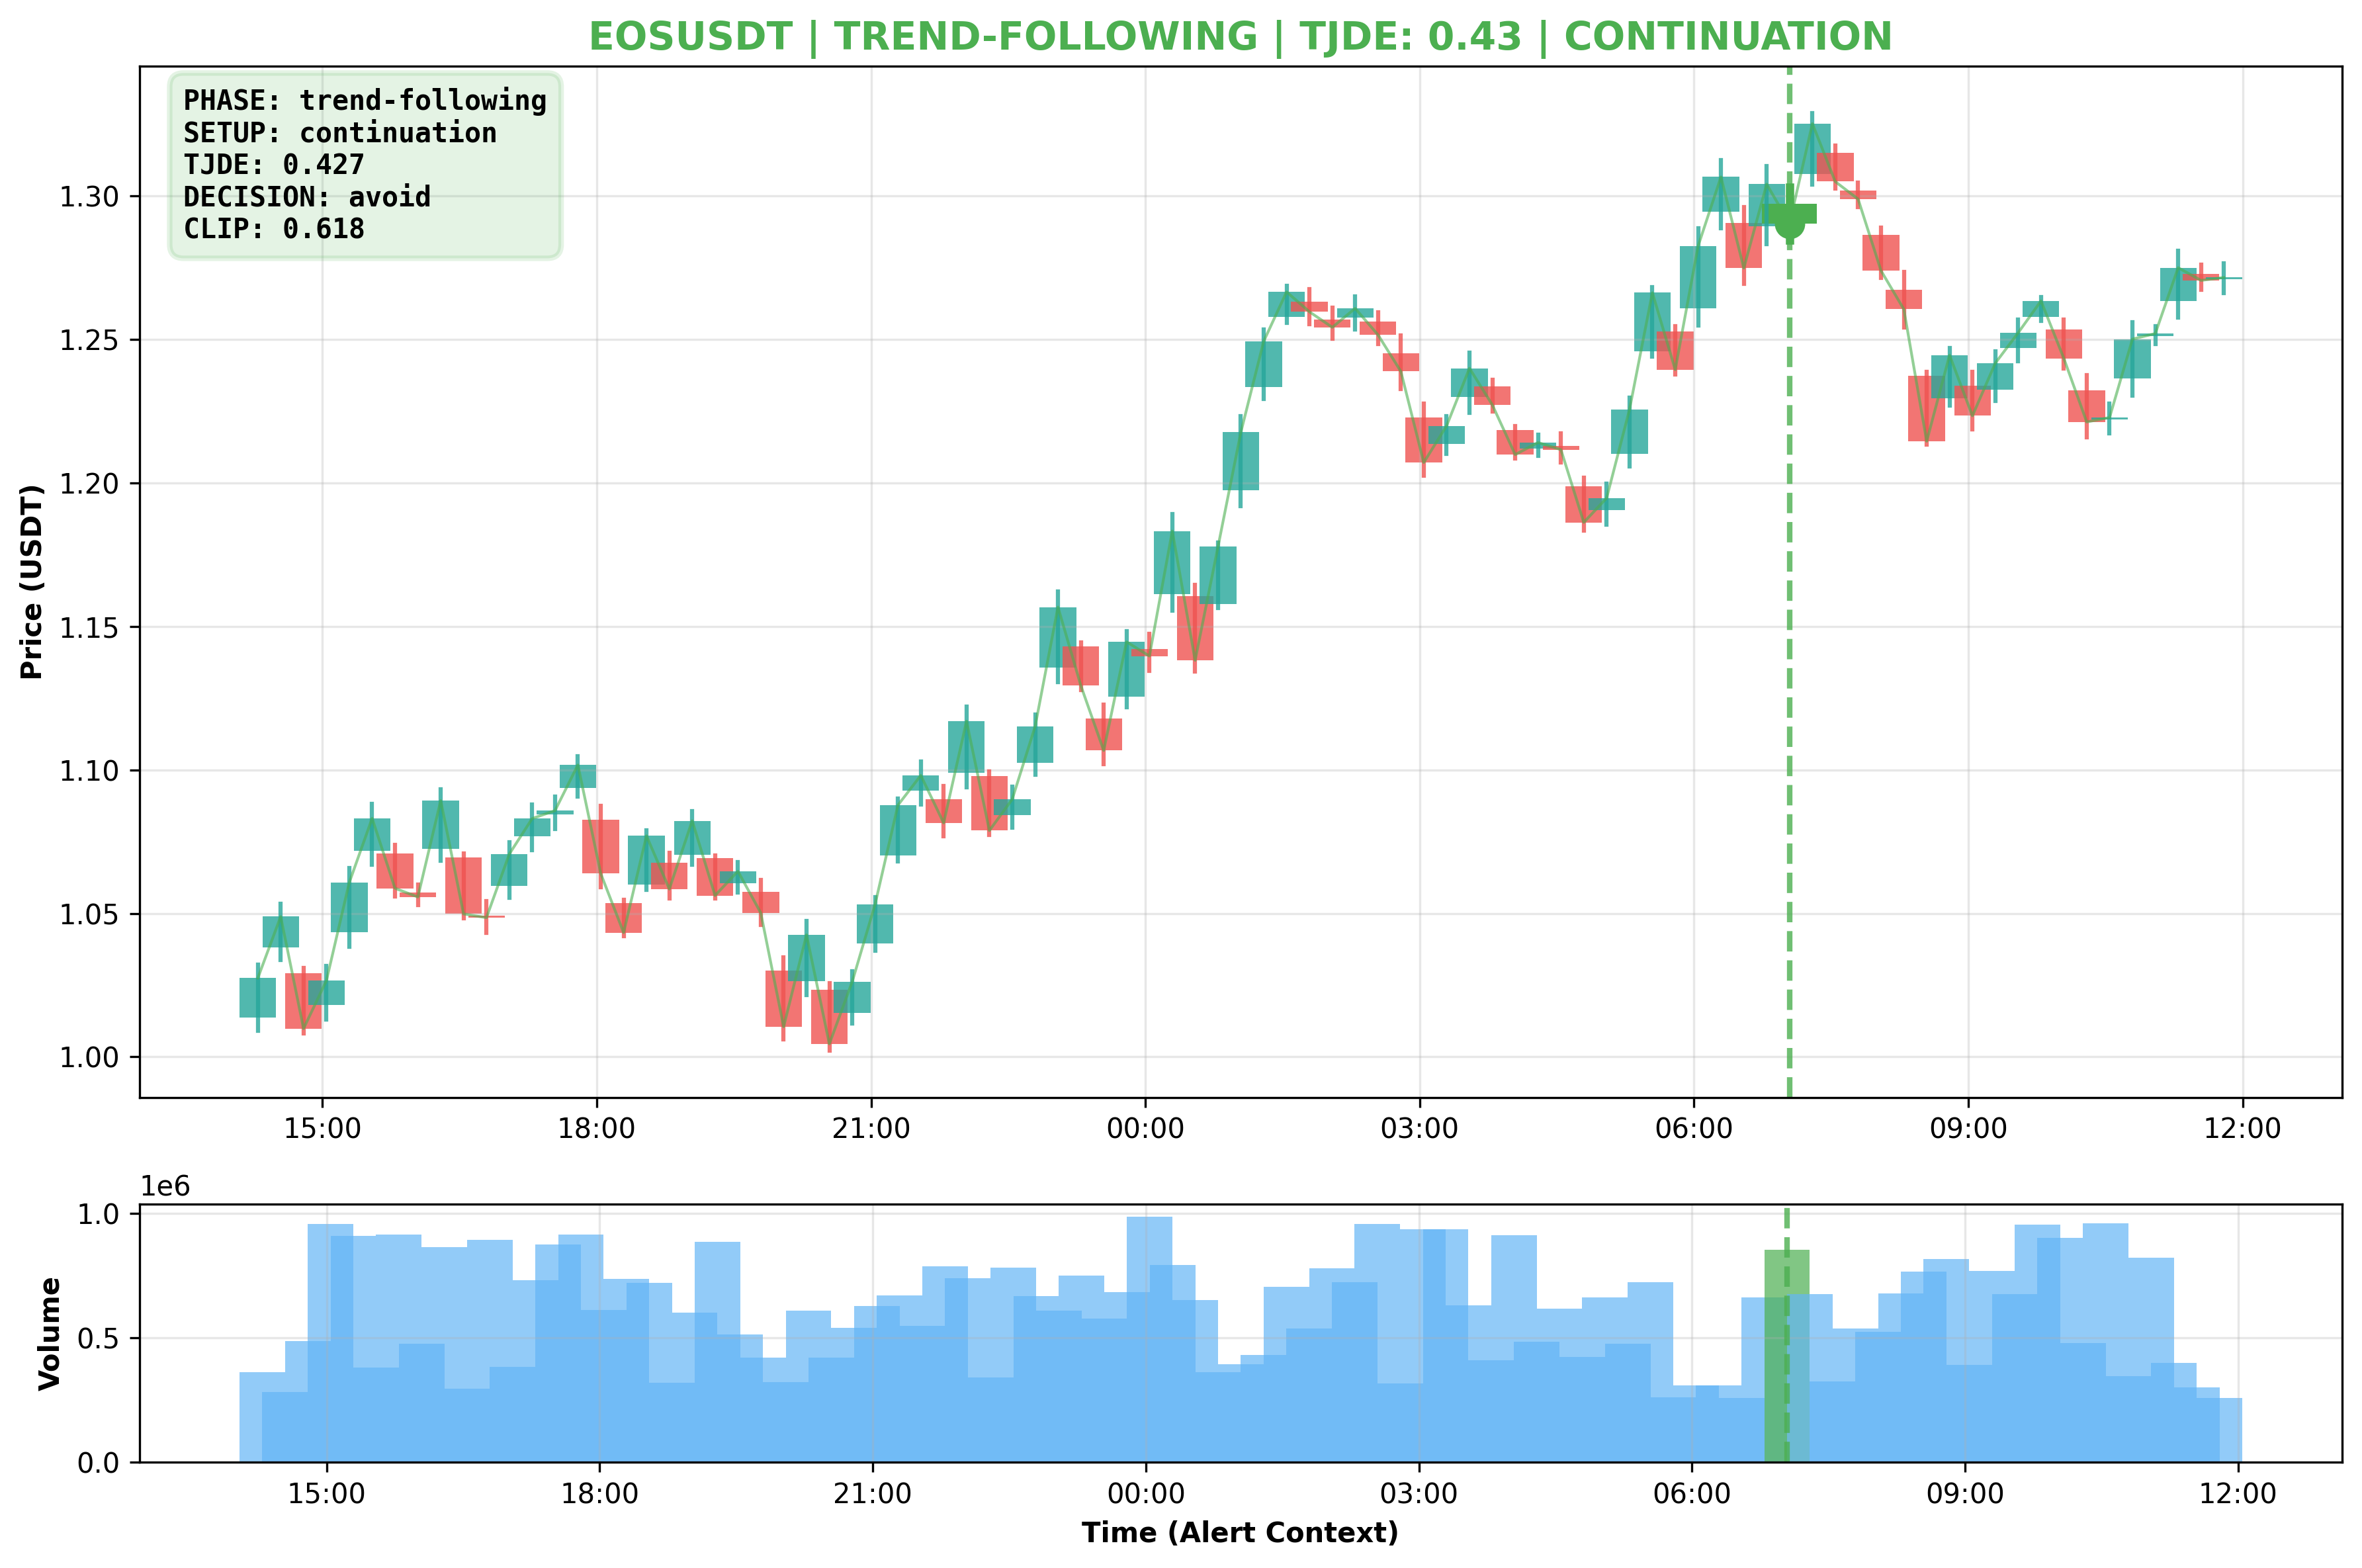 EOSUSDT | TREND-FOLLOWING | TJDE: 0.43 | CONTINUATION
PHASE: trend-following
SETUP: continuation
TJDE: 0.427
DECISION: avoid
CLIP: 0.618
Price (USDT)
1.30
1.25
1.20
1.15
1.10
1.05
1.00
15:00 18:00 21:00 00:00 03:00 06:00 09:00 12:00
1e6
Volume
1.0
0.5
0.0
15:00 18:00 21:00 00:00 03:00 06:00 09:00 12:00
Time (Alert Context)